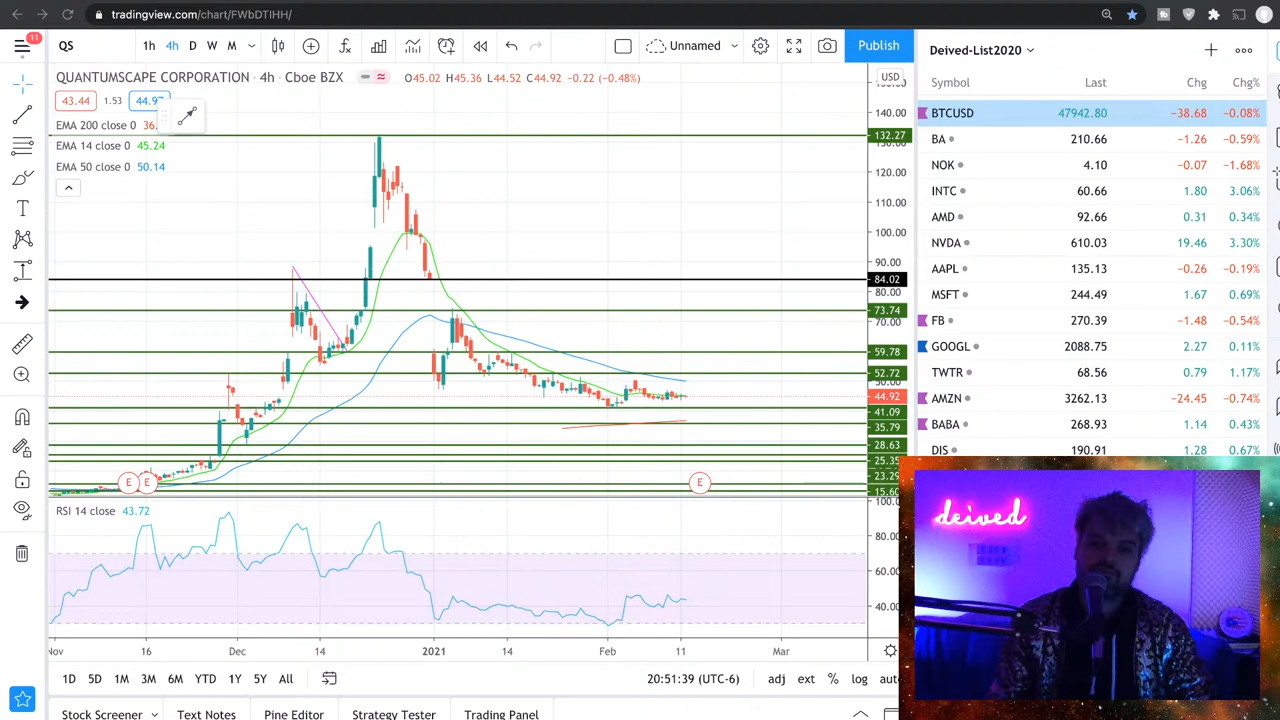 tradingview.com/chart/FWbDTIHH/
11
QS
1h 4h D W M
Unnamed
Publish
Deived-List2020
QUANTUMSCAPE CORPORATION · 4h · Cboe BZX
O45.02 H45.36 L44.52 C44.92 -0.22 (-0.48%)
USD
43.44 1.53 44.97
EMA 200 close 0 36.
EMA 14 close 0 45.24
EMA 50 close 0 50.14
140.00
132.27
120.00
110.00
100.00
90.00
84.02
80.00
73.74
70.00
59.78
52.72
50.00
44.92
41.09
35.79
28.63
25.35
23.29
15.60
E E E
RSI 14 close 43.72
100.
80.00
60.00
40.00
Nov 16 Dec 14 2021 14 Feb 11 Mar
1D 5D 1M 3M 6M YTD 1Y 5Y All
20:51:39 (UTC-6) adj ext % log auto
Stock Screener Text Notes Pine Editor Strategy Tester Trading Panel
Symbol Last Chg Chg%
BTCUSD 47942.80 -38.68 -0.08%
BA 210.66 -1.26 -0.59%
NOK 4.10 -0.07 -1.68%
INTC 60.66 1.80 3.06%
AMD 92.66 0.31 0.34%
NVDA 610.03 19.46 3.30%
AAPL 135.13 -0.26 -0.19%
MSFT 244.49 1.67 0.69%
FB 270.39 -1.48 -0.54%
GOOGL 2088.75 2.27 0.11%
TWTR 68.56 0.79 1.17%
AMZN 3262.13 -24.45 -0.74%
BABA 268.93 1.14 0.43%
DIS 190.91 1.28 0.67%
deived